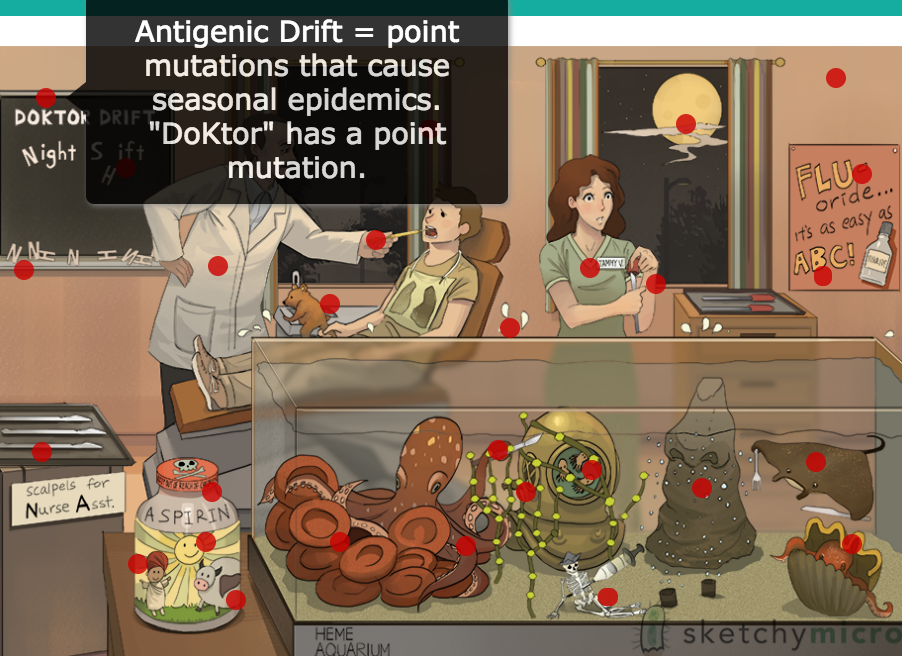 Antigenic Drift = point
mutations that cause
seasonal epidemics.
"DoKtor" has a point
mutation.
DOKTOR DRIFT
Night S ift
H
N N I N I
FLU
oride...
it's as easy as
ABC!
TAMMY V.
scalpels for
Nurse Asst.
ASPIRIN
HEME
AQUARIUM
sketchymicro